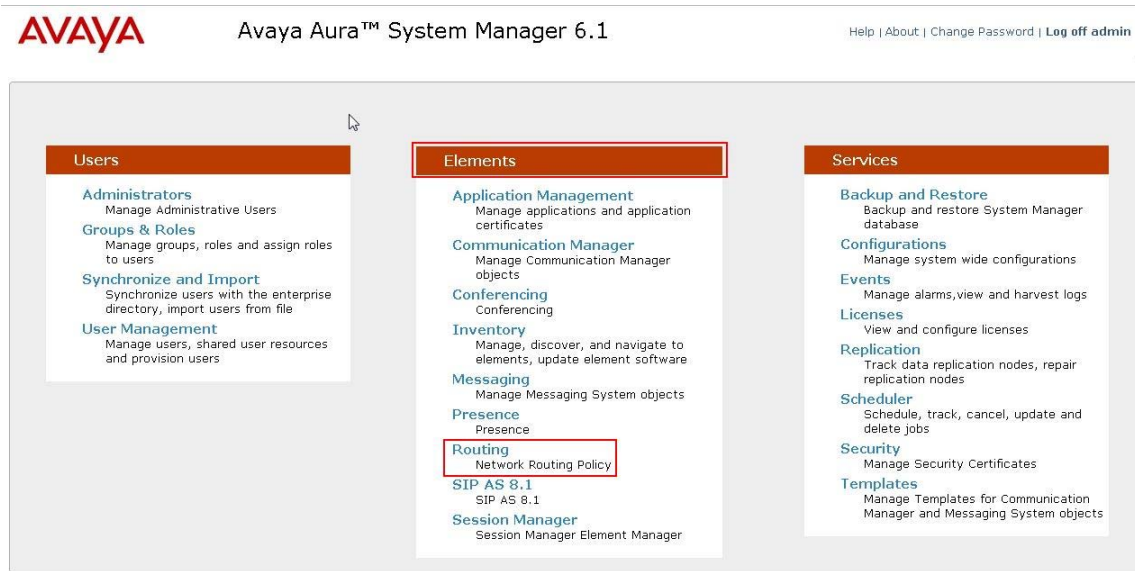 AVAYA
Avaya Aura™ System Manager 6.1
Help | About | Change Password | Log off admin
Users
Administrators
Manage Administrative Users
Groups & Roles
Manage groups, roles and assign roles
to users
Synchronize and Import
Synchronize users with the enterprise
directory, import users from file
User Management
Manage users, shared user resources
and provision users
Elements
Application Management
Manage applications and application
certificates
Communication Manager
Manage Communication Manager
objects
Conferencing
Conferencing
Inventory
Manage, discover, and navigate to
elements, update element software
Messaging
Manage Messaging System objects
Presence
Presence
Routing
Network Routing Policy
SIP AS 8.1
SIP AS 8.1
Session Manager
Session Manager Element Manager
Services
Backup and Restore
Backup and restore System Manager
database
Configurations
Manage system wide configurations
Events
Manage alarms,view and harvest logs
Licenses
View and configure licenses
Replication
Track data replication nodes, repair
replication nodes
Scheduler
Schedule, track, cancel, update and
delete jobs
Security
Manage Security Certificates
Templates
Manage Templates for Communication
Manager and Messaging System objects